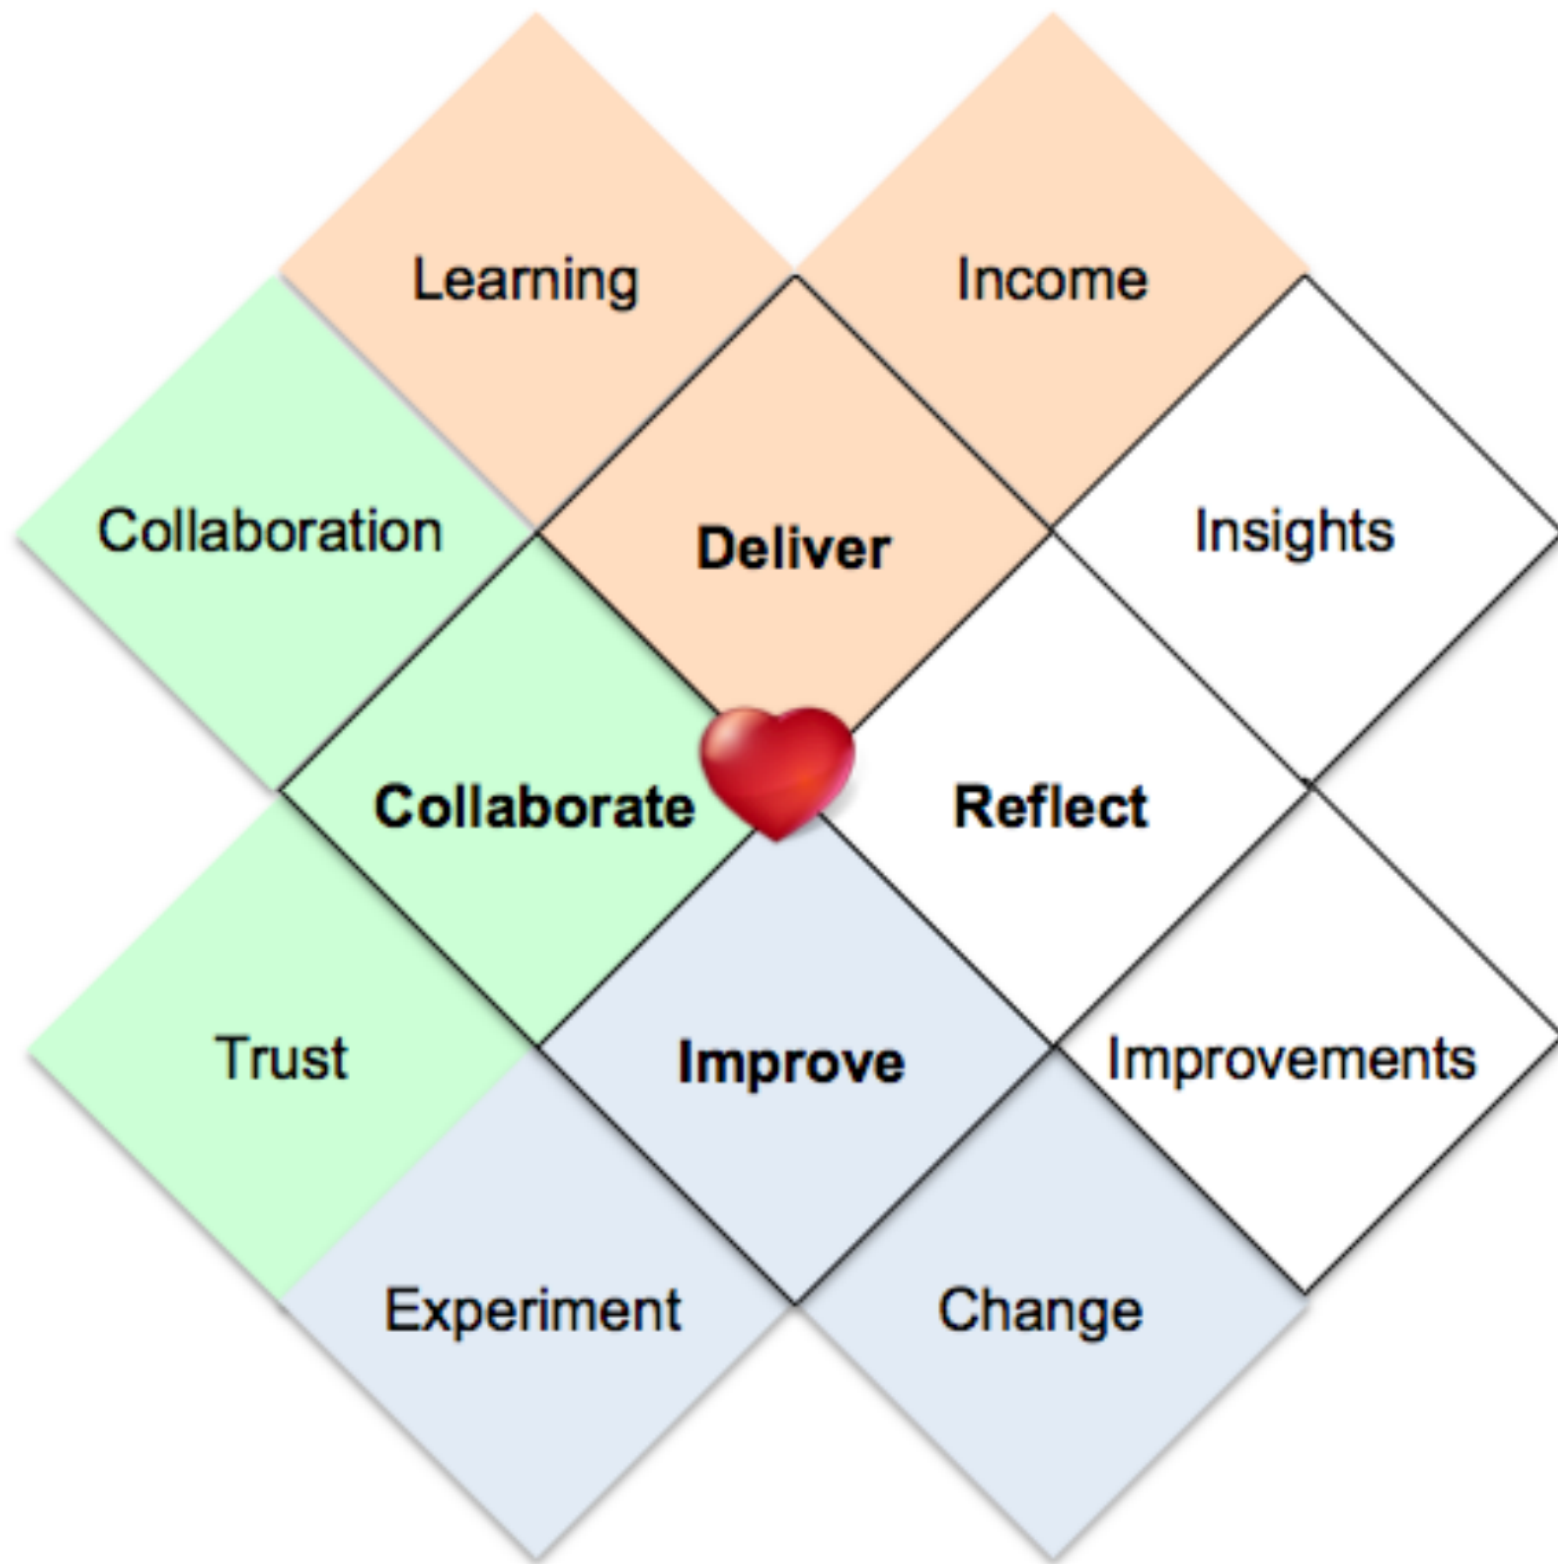 Learning
Income
Collaboration
Deliver
Insights
Collaborate
Reflect
Trust
Improve
Improvements
Experiment
Change